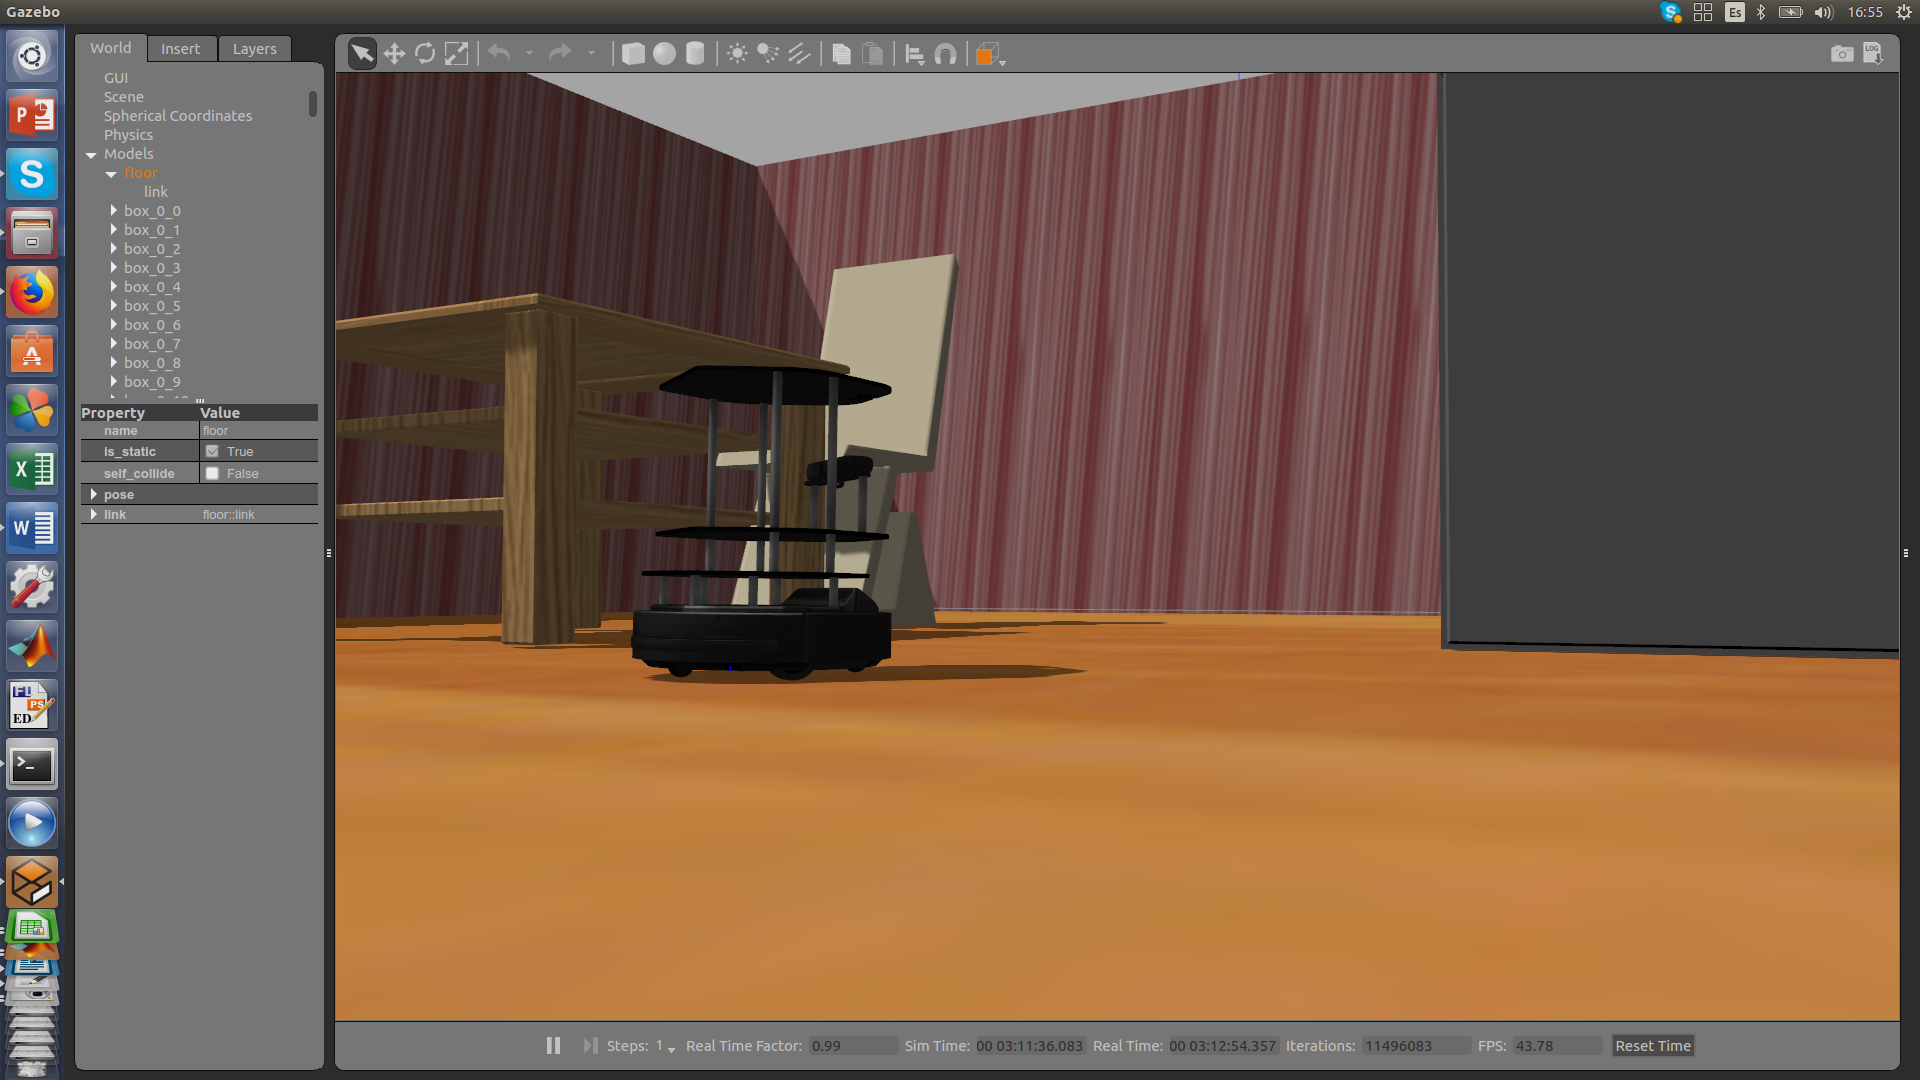 Gazebo
Es
16:55
World
Insert
Layers
LOG
GUI
Scene
Spherical Coordinates
Physics
Models
floor
link
box_0_0
box_0_1
box_0_2
box_0_3
box_0_4
box_0_5
box_0_6
box_0_7
box_0_8
box_0_9
Property Value
name floor
is_static True
self_collide False
pose
link floor::link
Steps: 1 Real Time Factor: 0.99 Sim Time: 00 03:11:36.083 Real Time: 00 03:12:54.357 Iterations: 11496083 FPS: 43.78 Reset Time